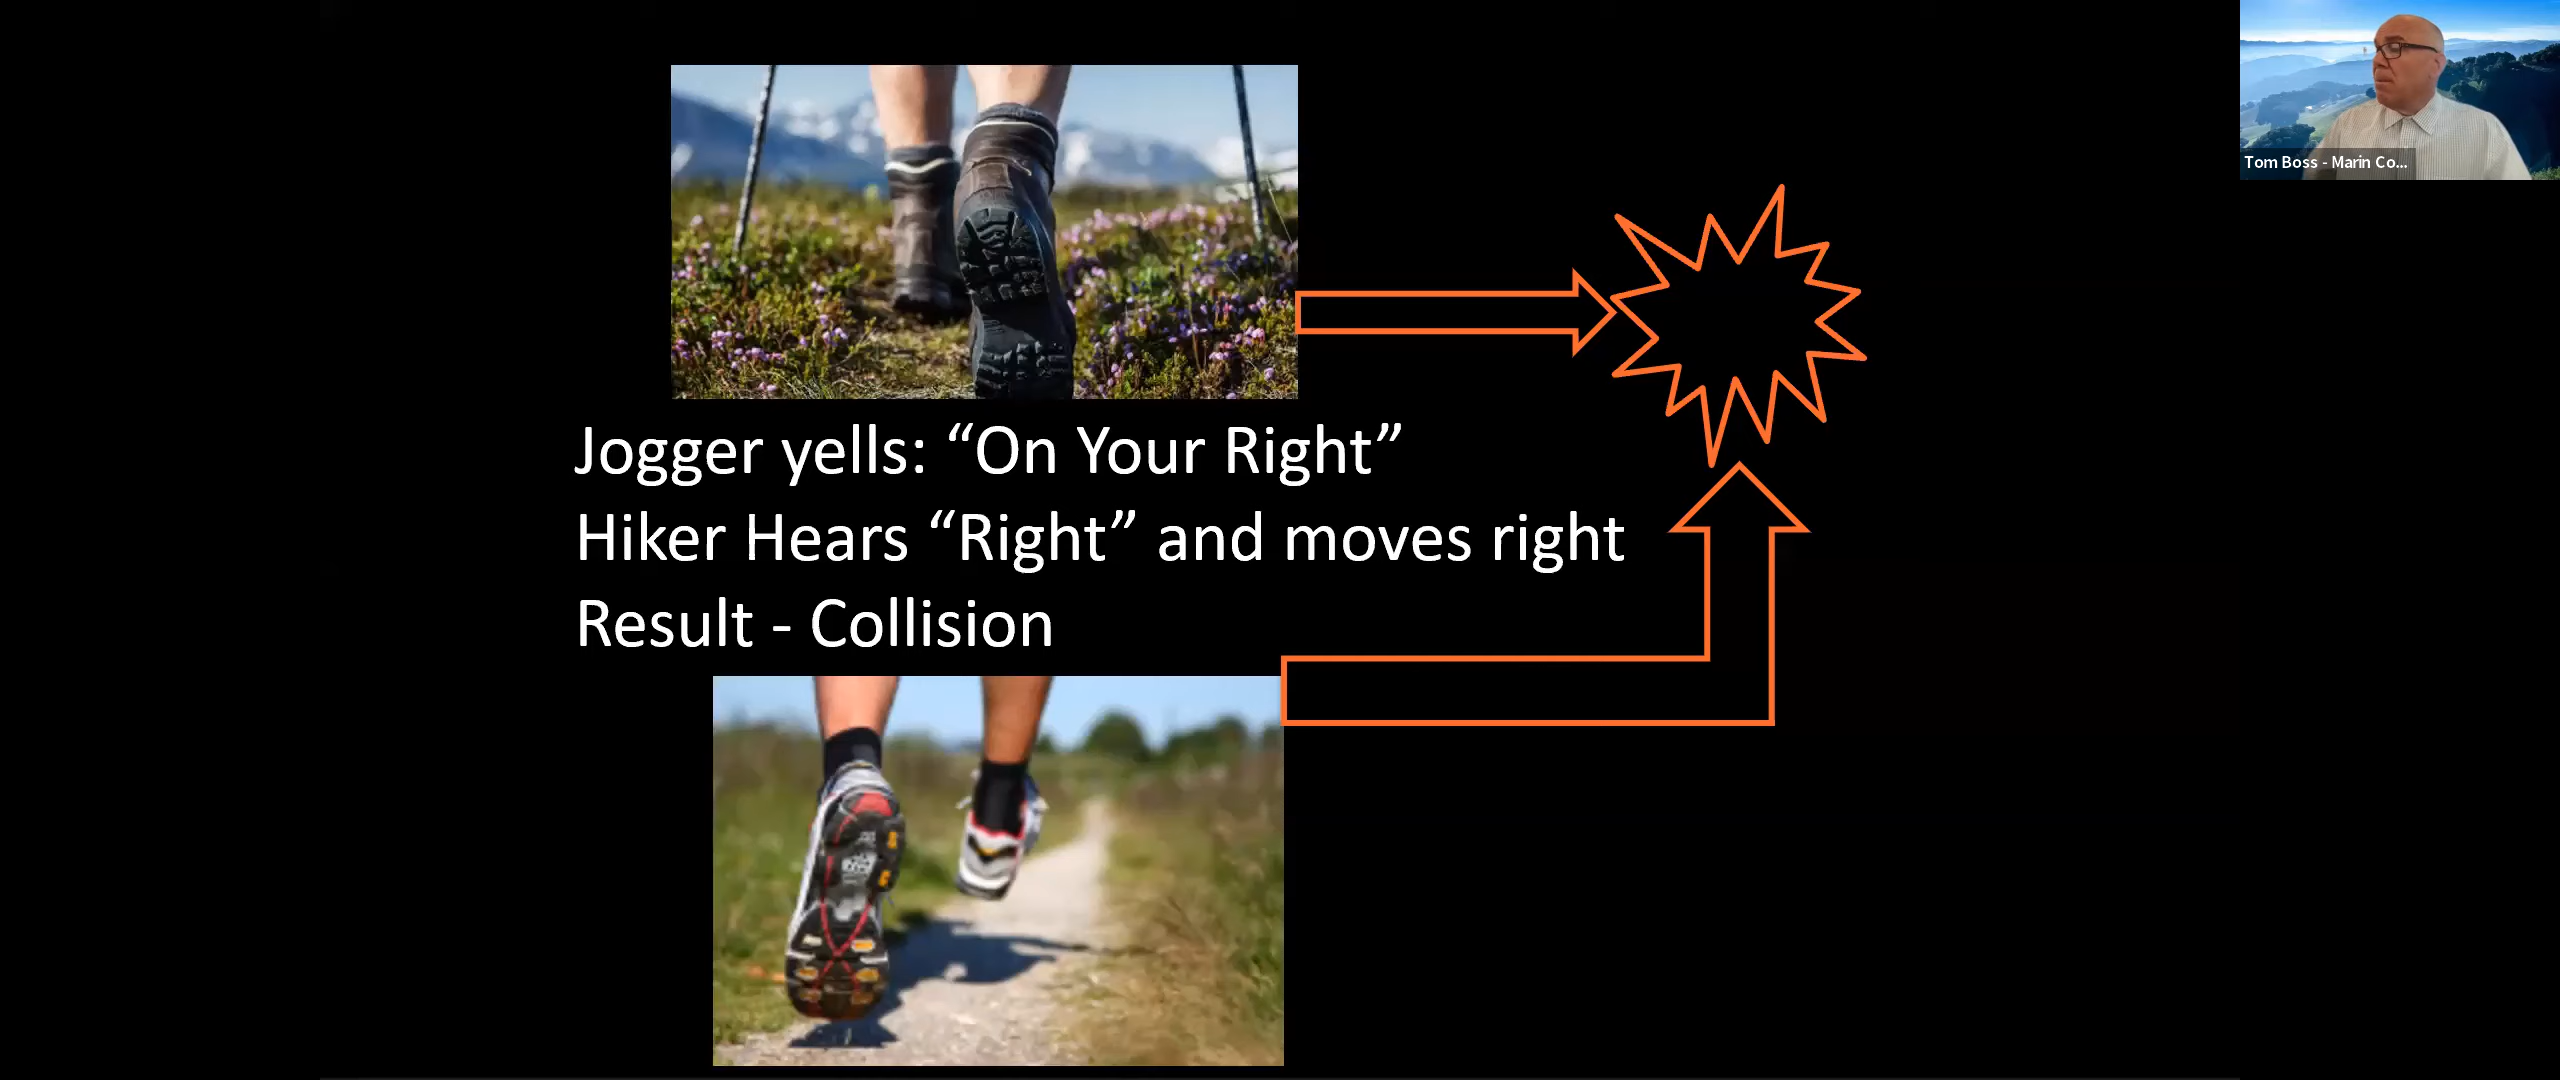 Tom Boss - Marin Co...
Jogger yells: “On Your Right”
Hiker Hears “Right” and moves right
Result - Collision